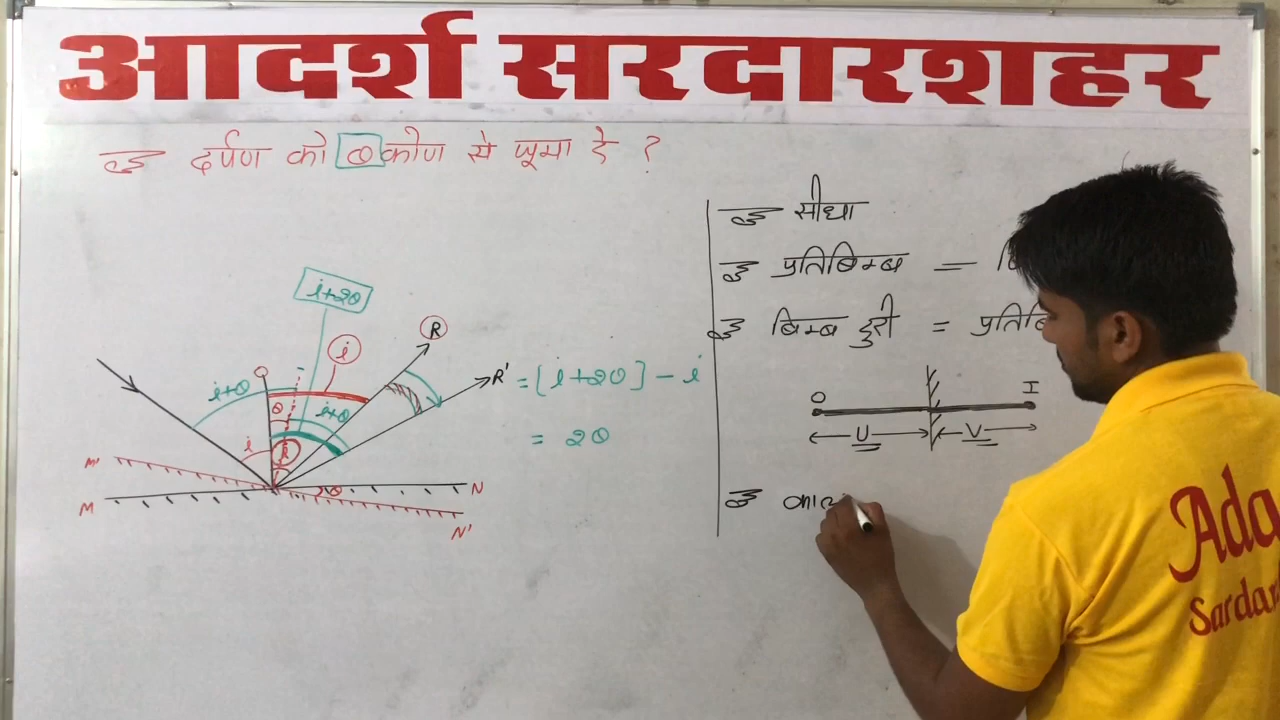 आदर्श सरदारशहर
दर्पण को θ कोण से घूमा दे ?
i+2θ
R
i
R'
= [i+2θ] - i
= 2θ
i+θ
θ
i+θ
i
M'
M
θ
N
N'
सीधा
प्रतिबिम्ब =
बिम्ब दुरी = प्रतिबि
O I
U V
Ada
Sardar